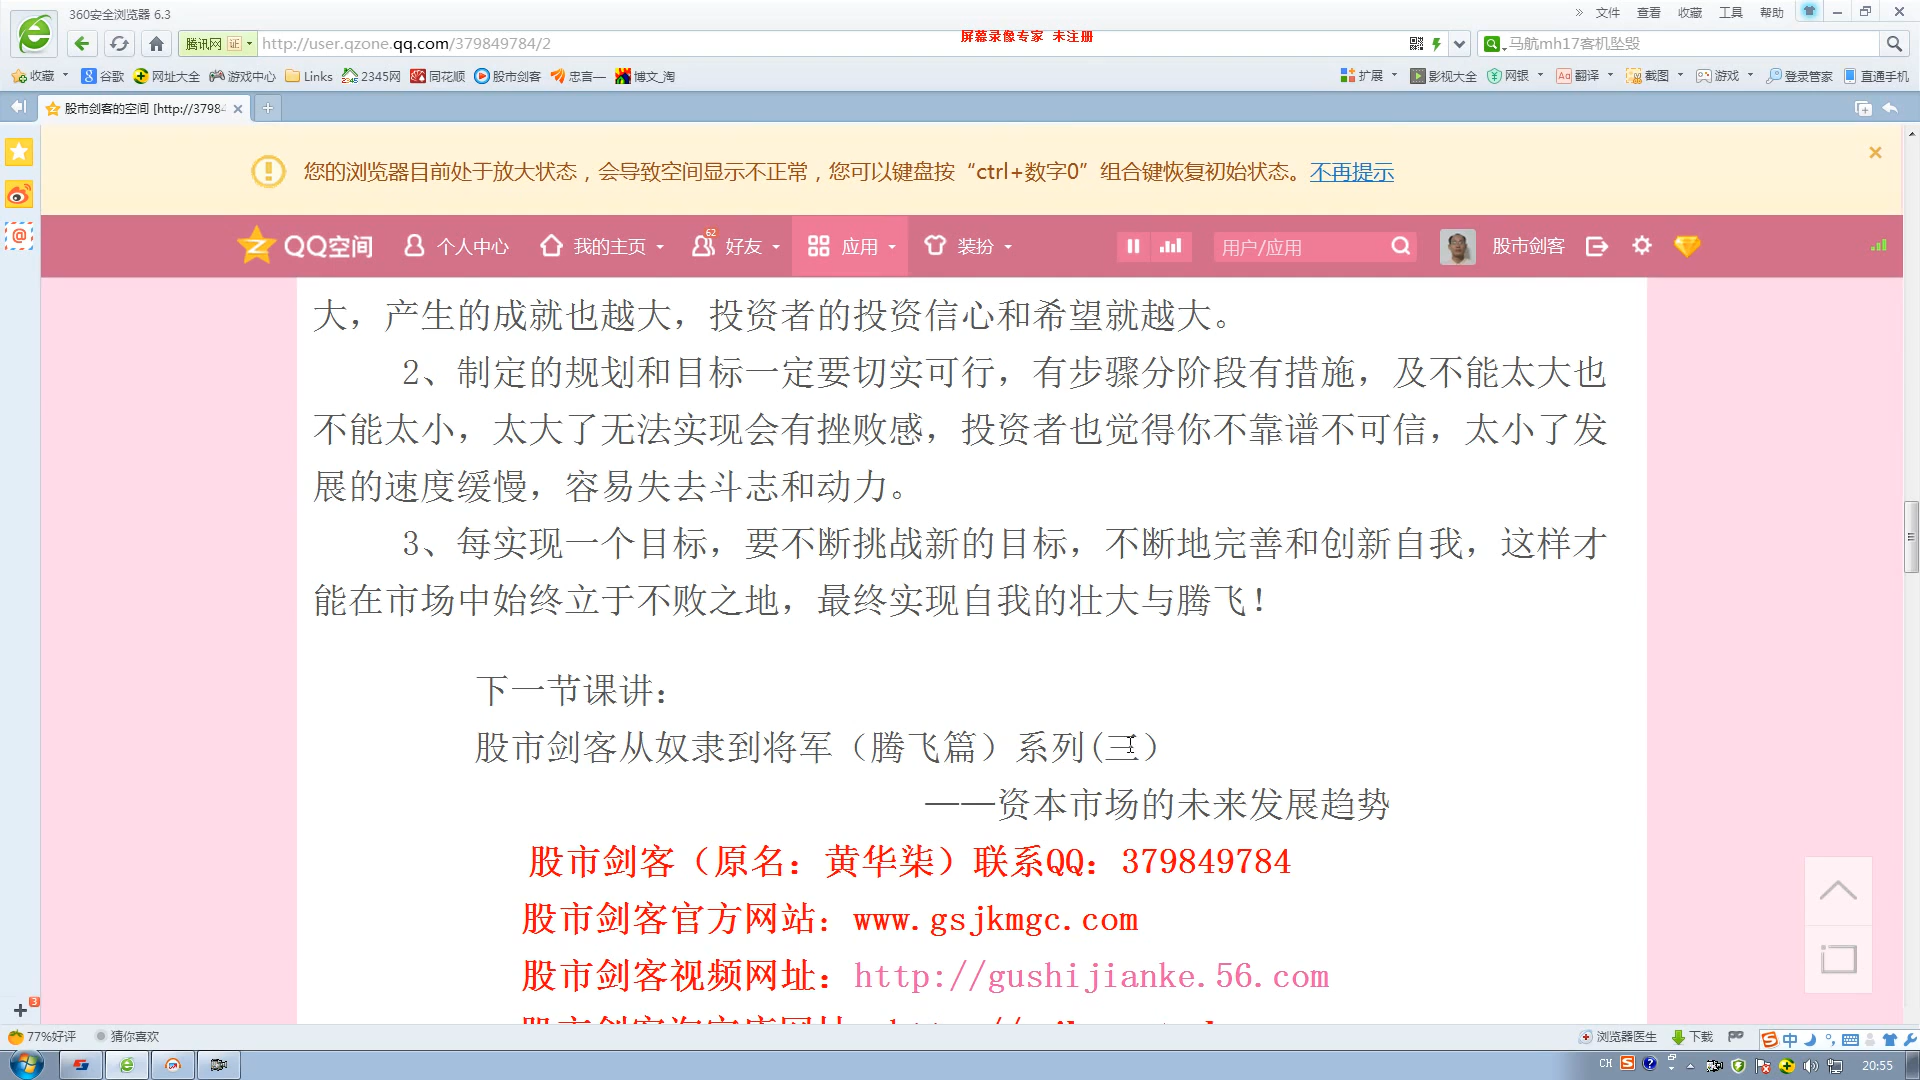 360安全浏览器 6.3
» 文件 查看 收藏 工具 帮助
腾讯网 证 http://user.qzone.qq.com/379849784/2
屏幕录像专家 未注册
马航mh17客机坠毁
收藏 谷歌 网址大全 游戏中心 Links 2345网 同花顺 股市剑客 忠言一 博文_淘
扩展 影视大全 网银 翻译 截图 游戏 登录管家 直通手机
股市剑客的空间 [http://3798
您的浏览器目前处于放大状态，会导致空间显示不正常，您可以键盘按“ctrl+数字0”组合键恢复初始状态。不再提示
QQ空间 个人中心 我的主页 62 好友 应用 装扮 用户/应用 股市剑客
大，产生的成就也越大，投资者的投资信心和希望就越大。
2、制定的规划和目标一定要切实可行，有步骤分阶段有措施，及不能太大也
不能太小，太大了无法实现会有挫败感，投资者也觉得你不靠谱不可信，太小了发
展的速度缓慢，容易失去斗志和动力。
3、每实现一个目标，要不断挑战新的目标，不断地完善和创新自我，这样才
能在市场中始终立于不败之地，最终实现自我的壮大与腾飞！
下一节课讲：
股市剑客从奴隶到将军（腾飞篇）系列(三）
——资本市场的未来发展趋势
股市剑客（原名：黄华柒）联系QQ：379849784
股市剑客官方网站：www.gsjkmgc.com
股市剑客视频网址：http://gushijianke.56.com
3
77%好评 猜你喜欢
浏览器医生 下载 中
CH 20:55